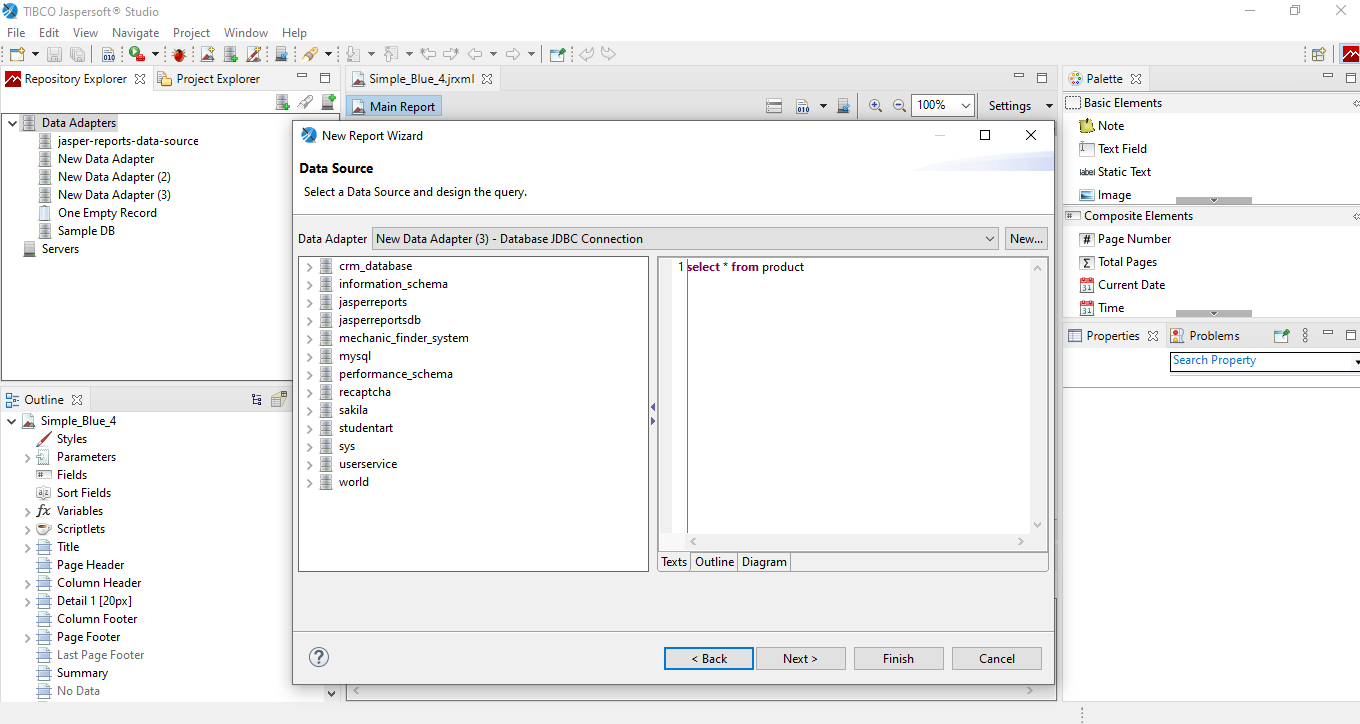 TIBCO Jaspersoft® Studio
File Edit View Navigate Project Window Help
Repository Explorer
Project Explorer
Data Adapters
jasper-reports-data-source
New Data Adapter
New Data Adapter (2)
New Data Adapter (3)
One Empty Record
Sample DB
Servers
Outline
Simple_Blue_4
Styles
Parameters
Fields
Sort Fields
Variables
Scriptlets
Title
Page Header
Column Header
Detail 1 [20px]
Column Footer
Page Footer
Last Page Footer
Summary
No Data
Simple_Blue_4.jrxml
Main Report
100%
Settings
New Report Wizard
Data Source
Select a Data Source and design the query.
Data Adapter
New Data Adapter (3) - Database JDBC Connection
New...
crm_database
information_schema
jasperreports
jasperreportsdb
mechanic_finder_system
mysql
performance_schema
recaptcha
sakila
studentart
sys
userservice
world
1 select * from product
Texts Outline Diagram
?
< Back
Next >
Finish
Cancel
Palette
Basic Elements
Note
Text Field
label Static Text
Image
Composite Elements
# Page Number
Σ Total Pages
31 Current Date
31 Time
Properties
Problems
Search Property